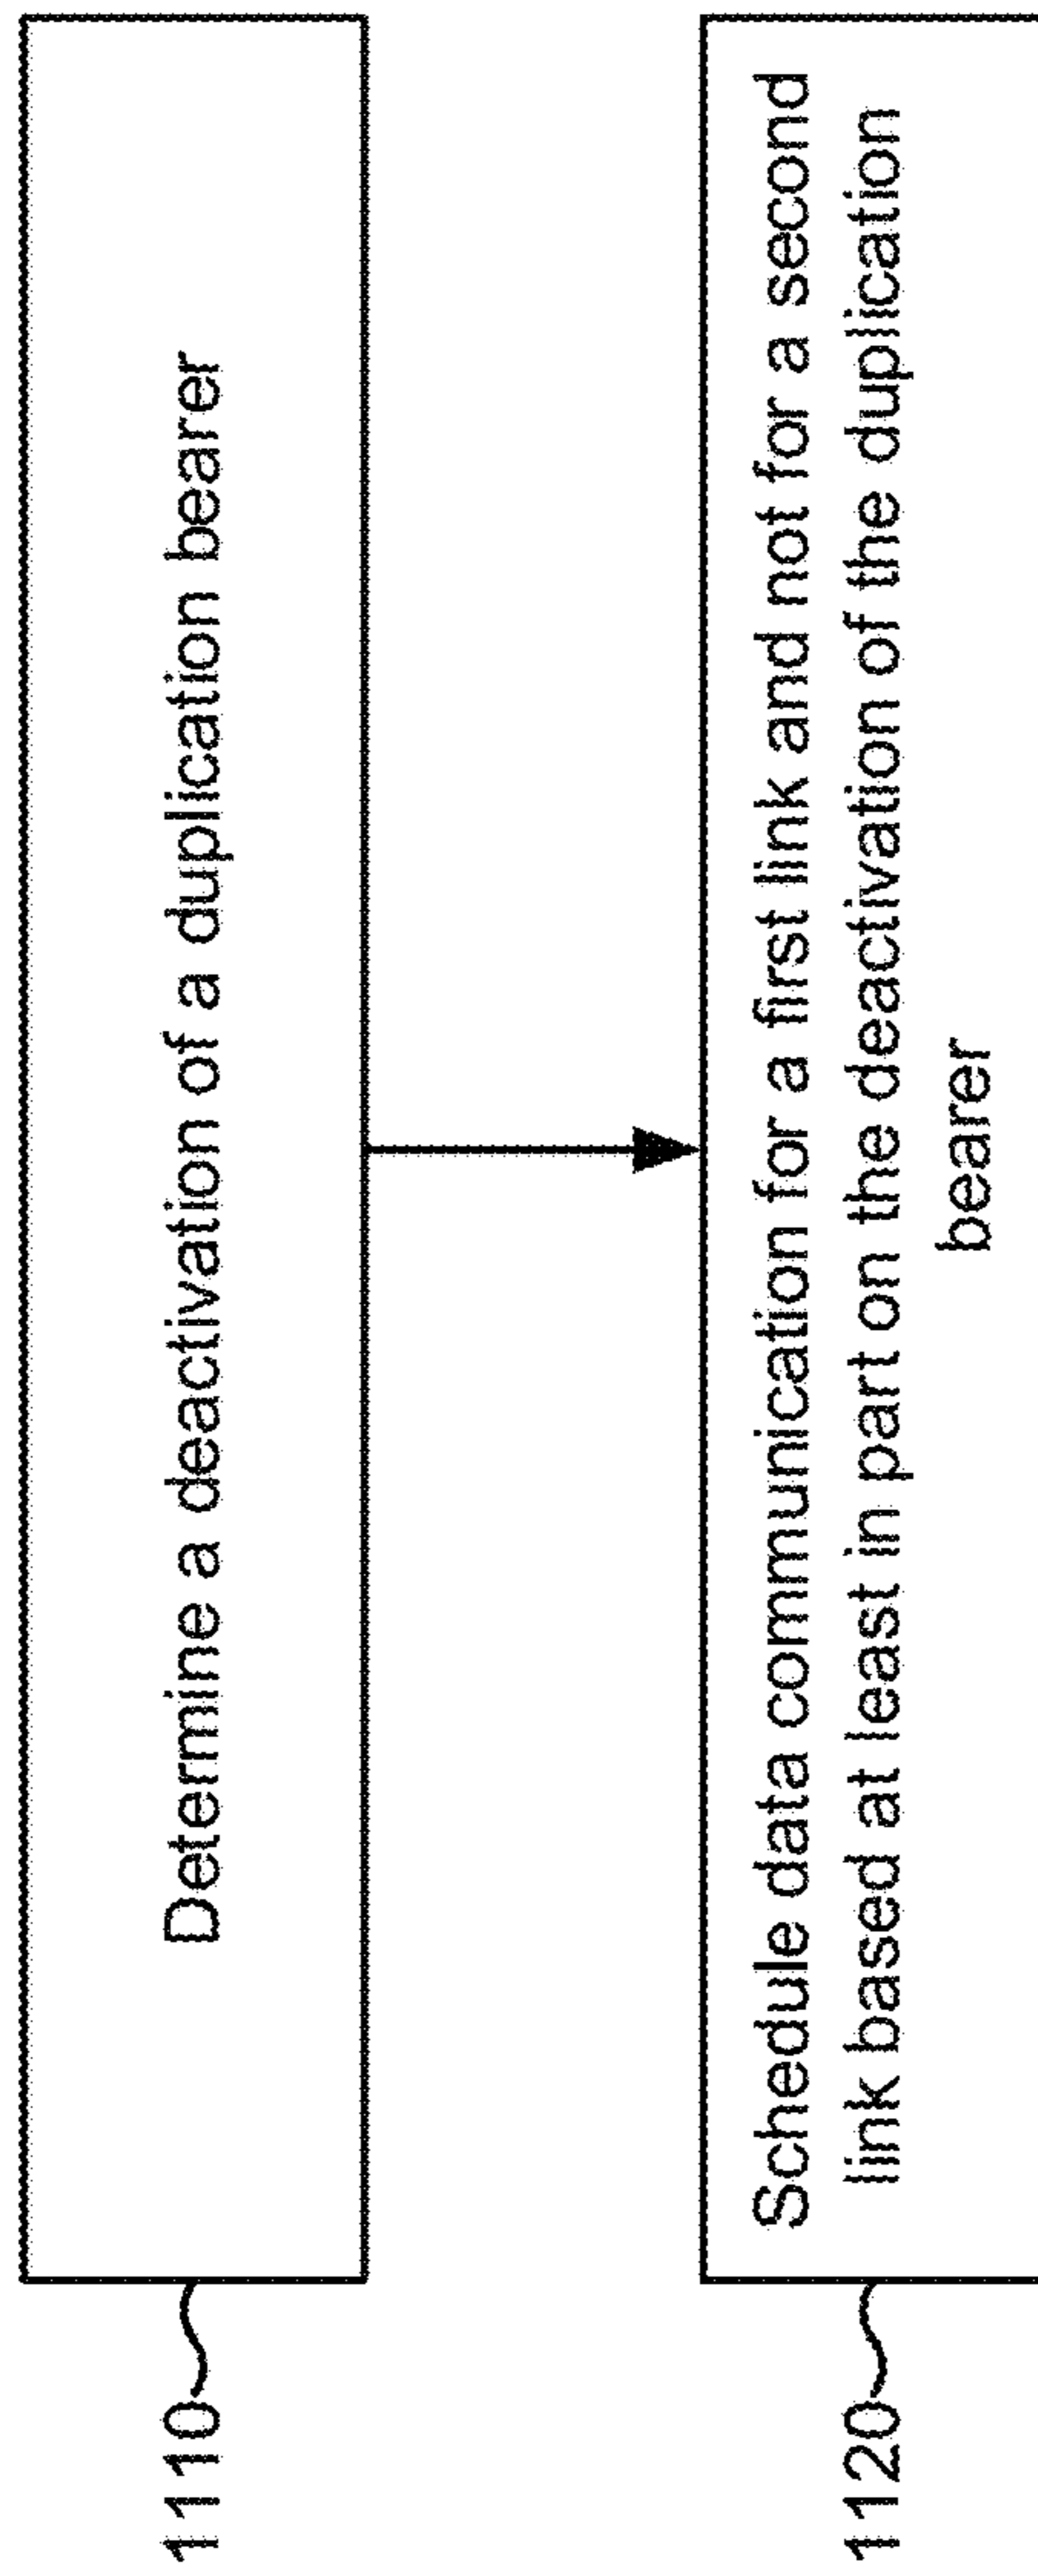 1110
Determine a deactivation of a duplication bearer
1120
Schedule data communication for a first link and not for a second
link based at least in part on the deactivation of the duplication
bearer